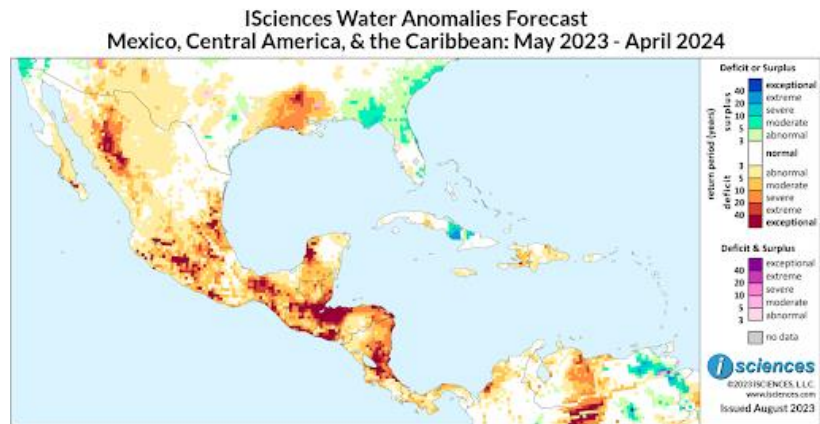 ISciences Water Anomalies Forecast
Mexico, Central America, & the Caribbean: May 2023 - April 2024
Deficit or Surplus
exceptional
40
extreme
20
severe
10
moderate
5
abnormal
3
normal
3
abnormal
5
moderate
10
severe
20
extreme
40
exceptional
return period (years)
deficit
surplus
Deficit & Surplus
exceptional
40
extreme
20
severe
10
moderate
5
abnormal
3
no data
i sciences
©2023 ISCIENCES, L.L.C.
www.isciences.com
Issued August 2023